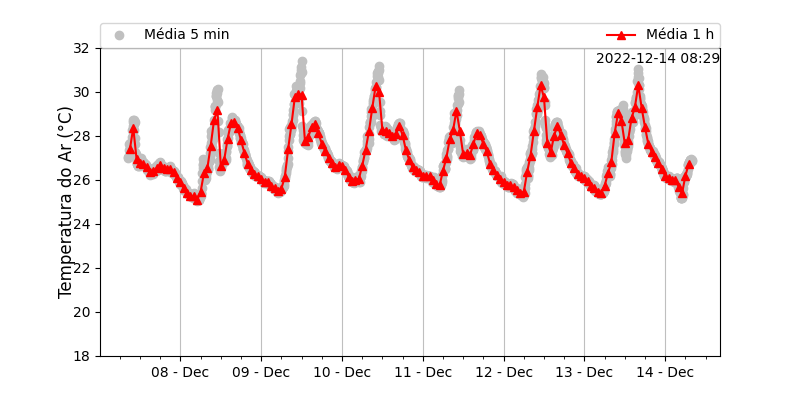 Média 5 min
Média 1 h
2022-12-14 08:29
Temperatura do Ar (°C)
32
30
28
26
24
22
20
18
08 - Dec
09 - Dec
10 - Dec
11 - Dec
12 - Dec
13 - Dec
14 - Dec